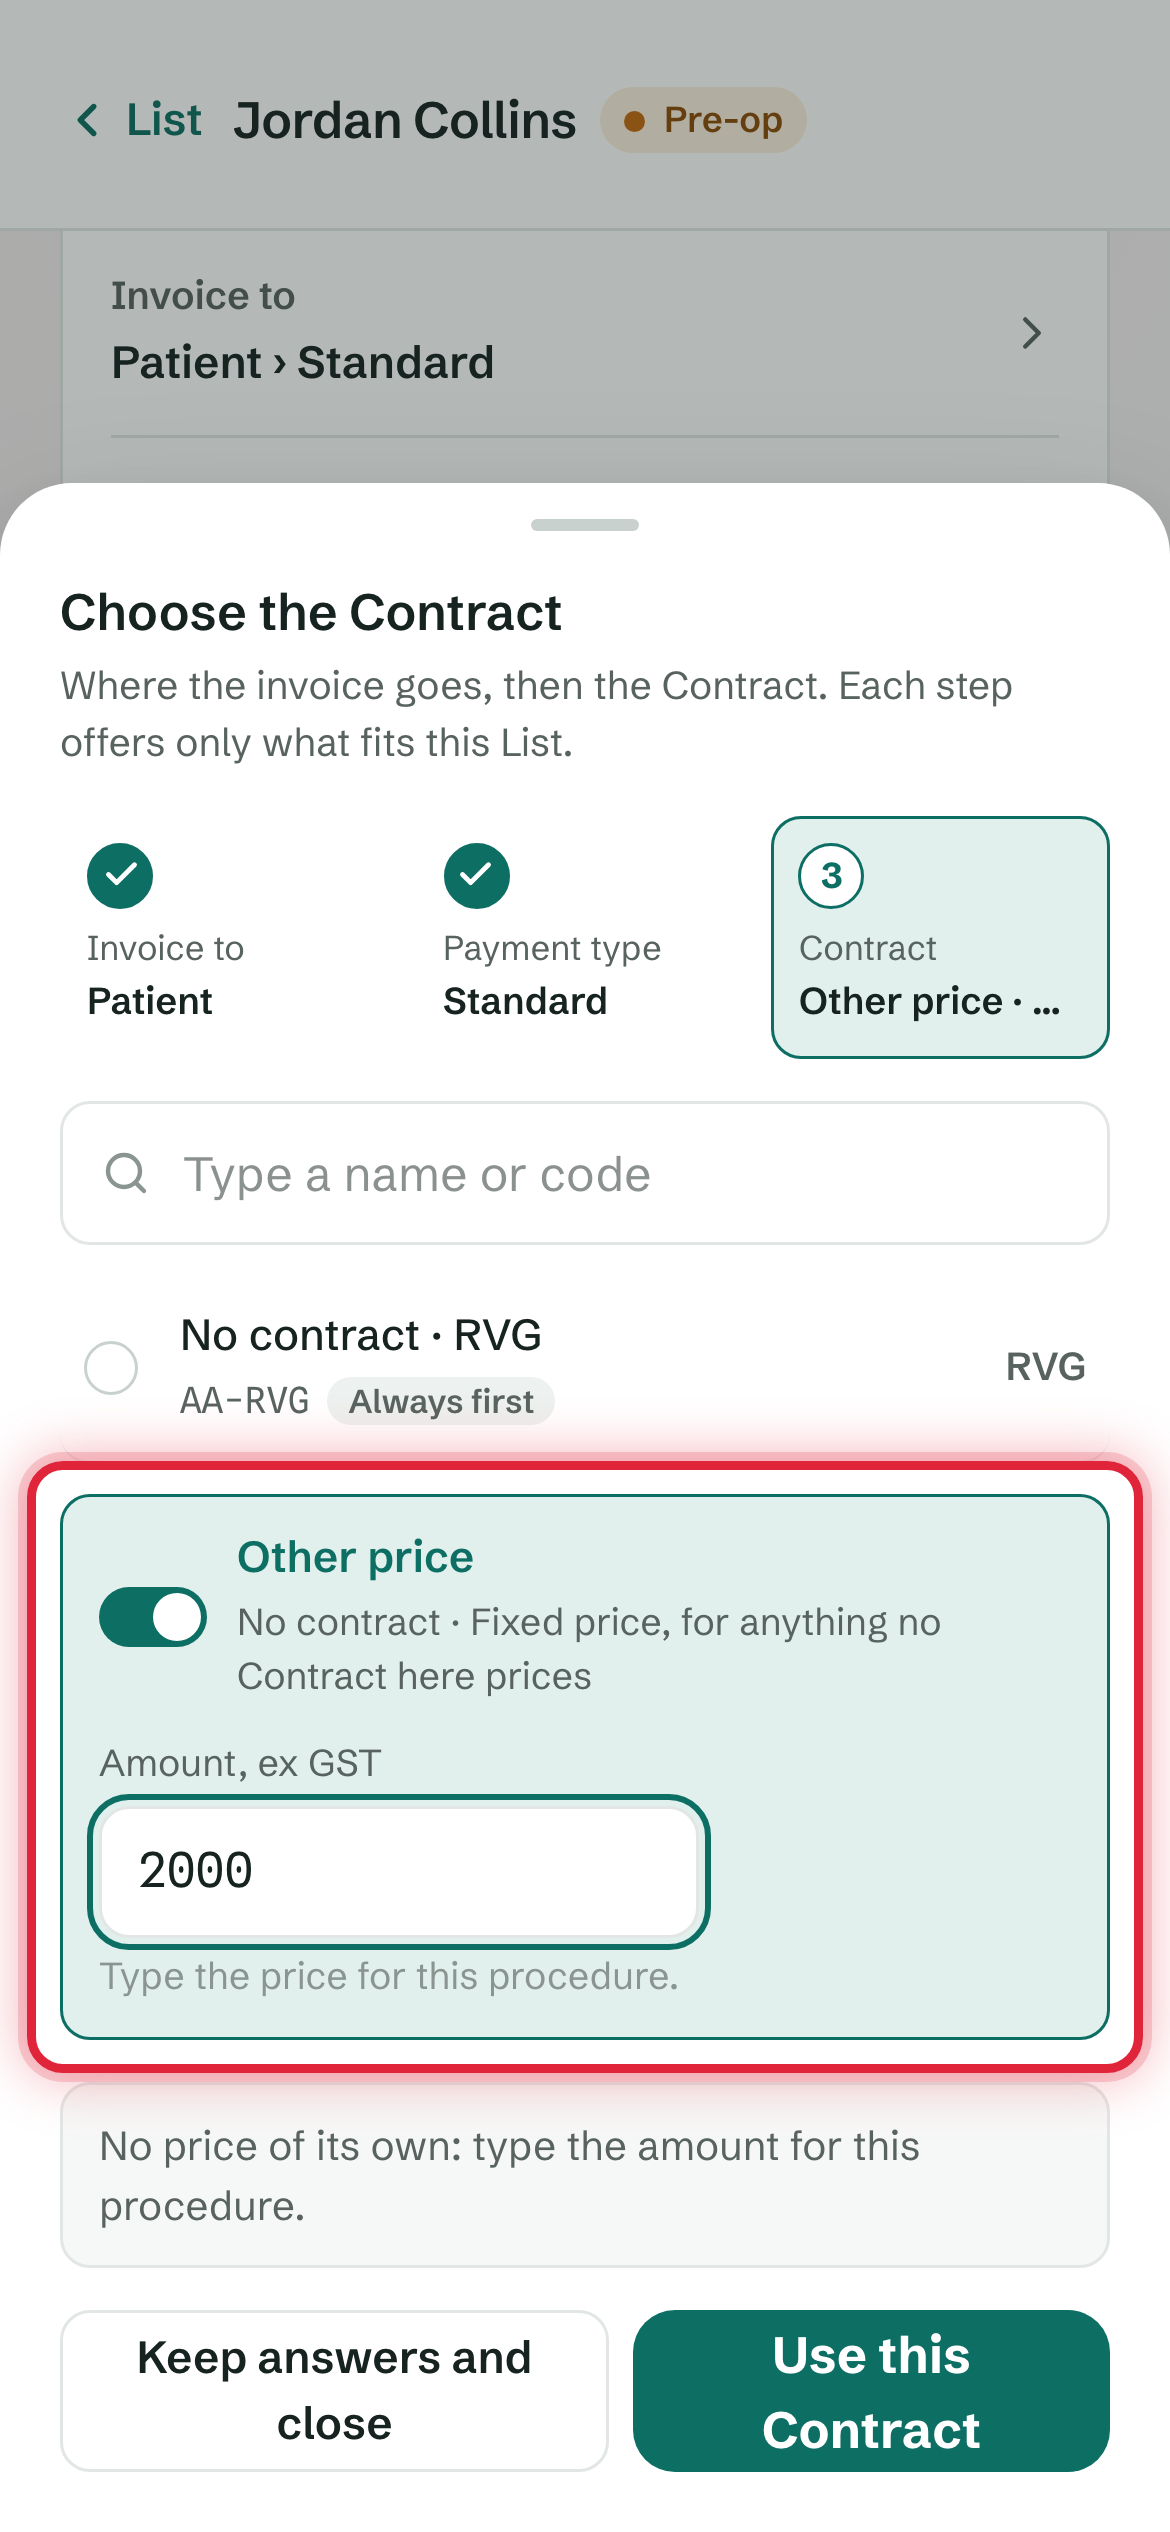 List Jordan Collins Pre-op
Invoice to
Patient › Standard
Choose the Contract
Where the invoice goes, then the Contract. Each step
offers only what fits this List.
Invoice to
Patient
Payment type
Standard
3
Contract
Other price · ...
Type a name or code
No contract · RVG
AA-RVG Always first
RVG
Other price
No contract · Fixed price, for anything no
Contract here prices
Amount, ex GST
2000
Type the price for this procedure.
No price of its own: type the amount for this
procedure.
Keep answers and
close
Use this
Contract